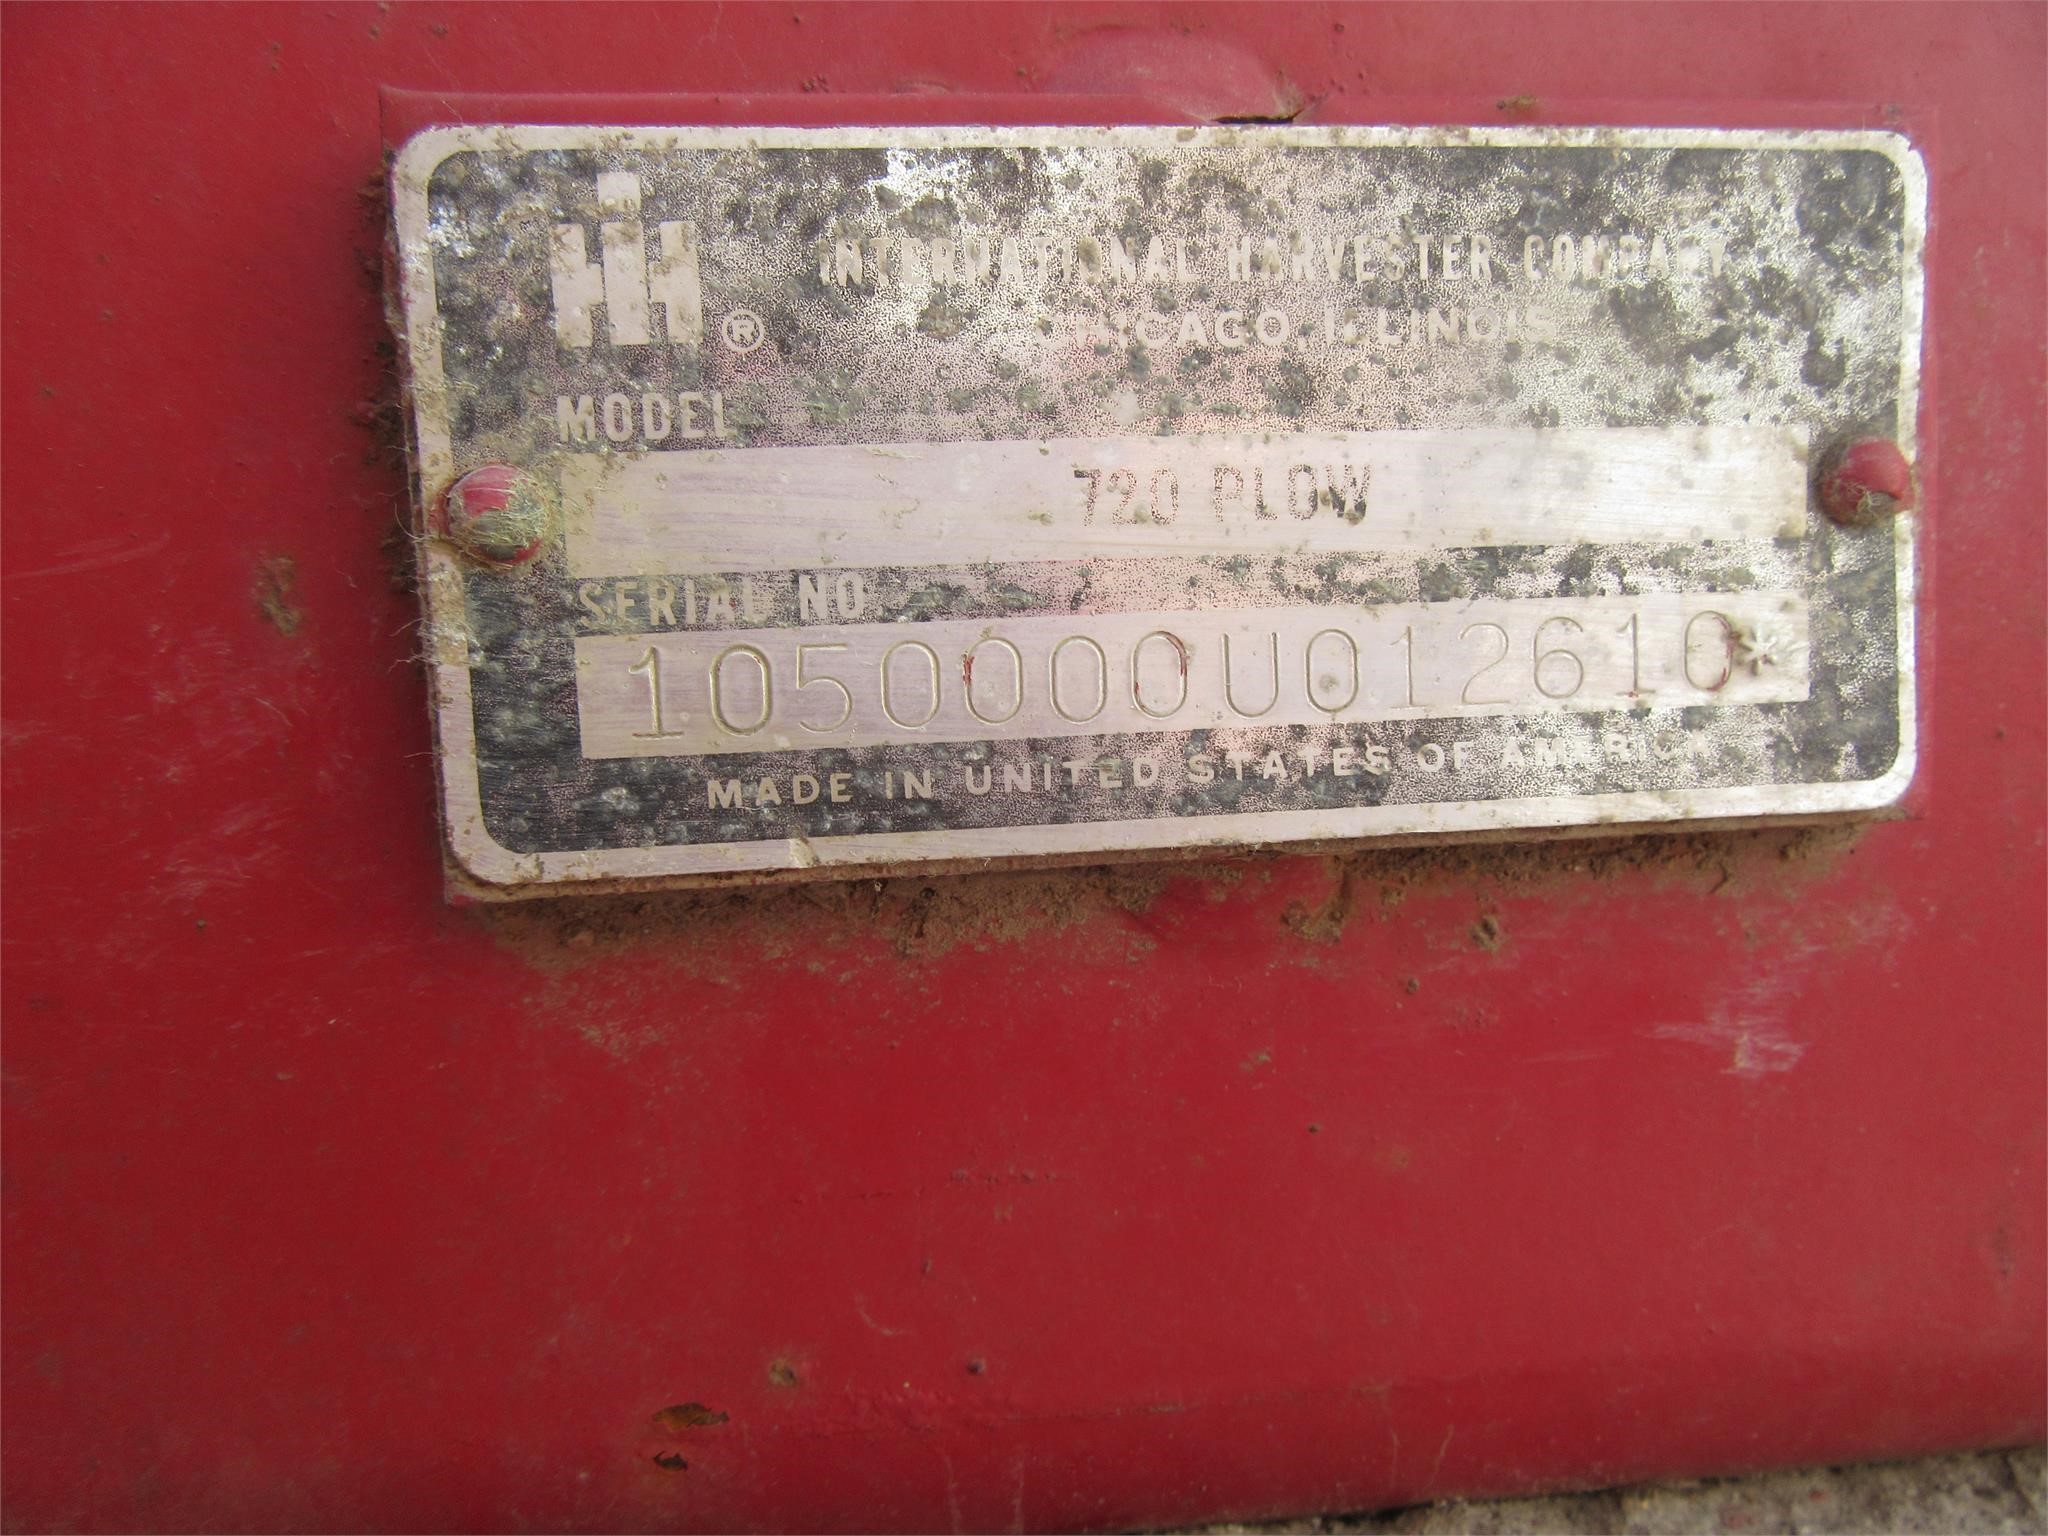 IH ®
INTERNATIONAL HARVESTER COMPANY
CHICAGO, ILLINOIS
MODEL
720 PLOW
SERIAL NO
1050000U012610*
MADE IN UNITED STATES OF AMERICA